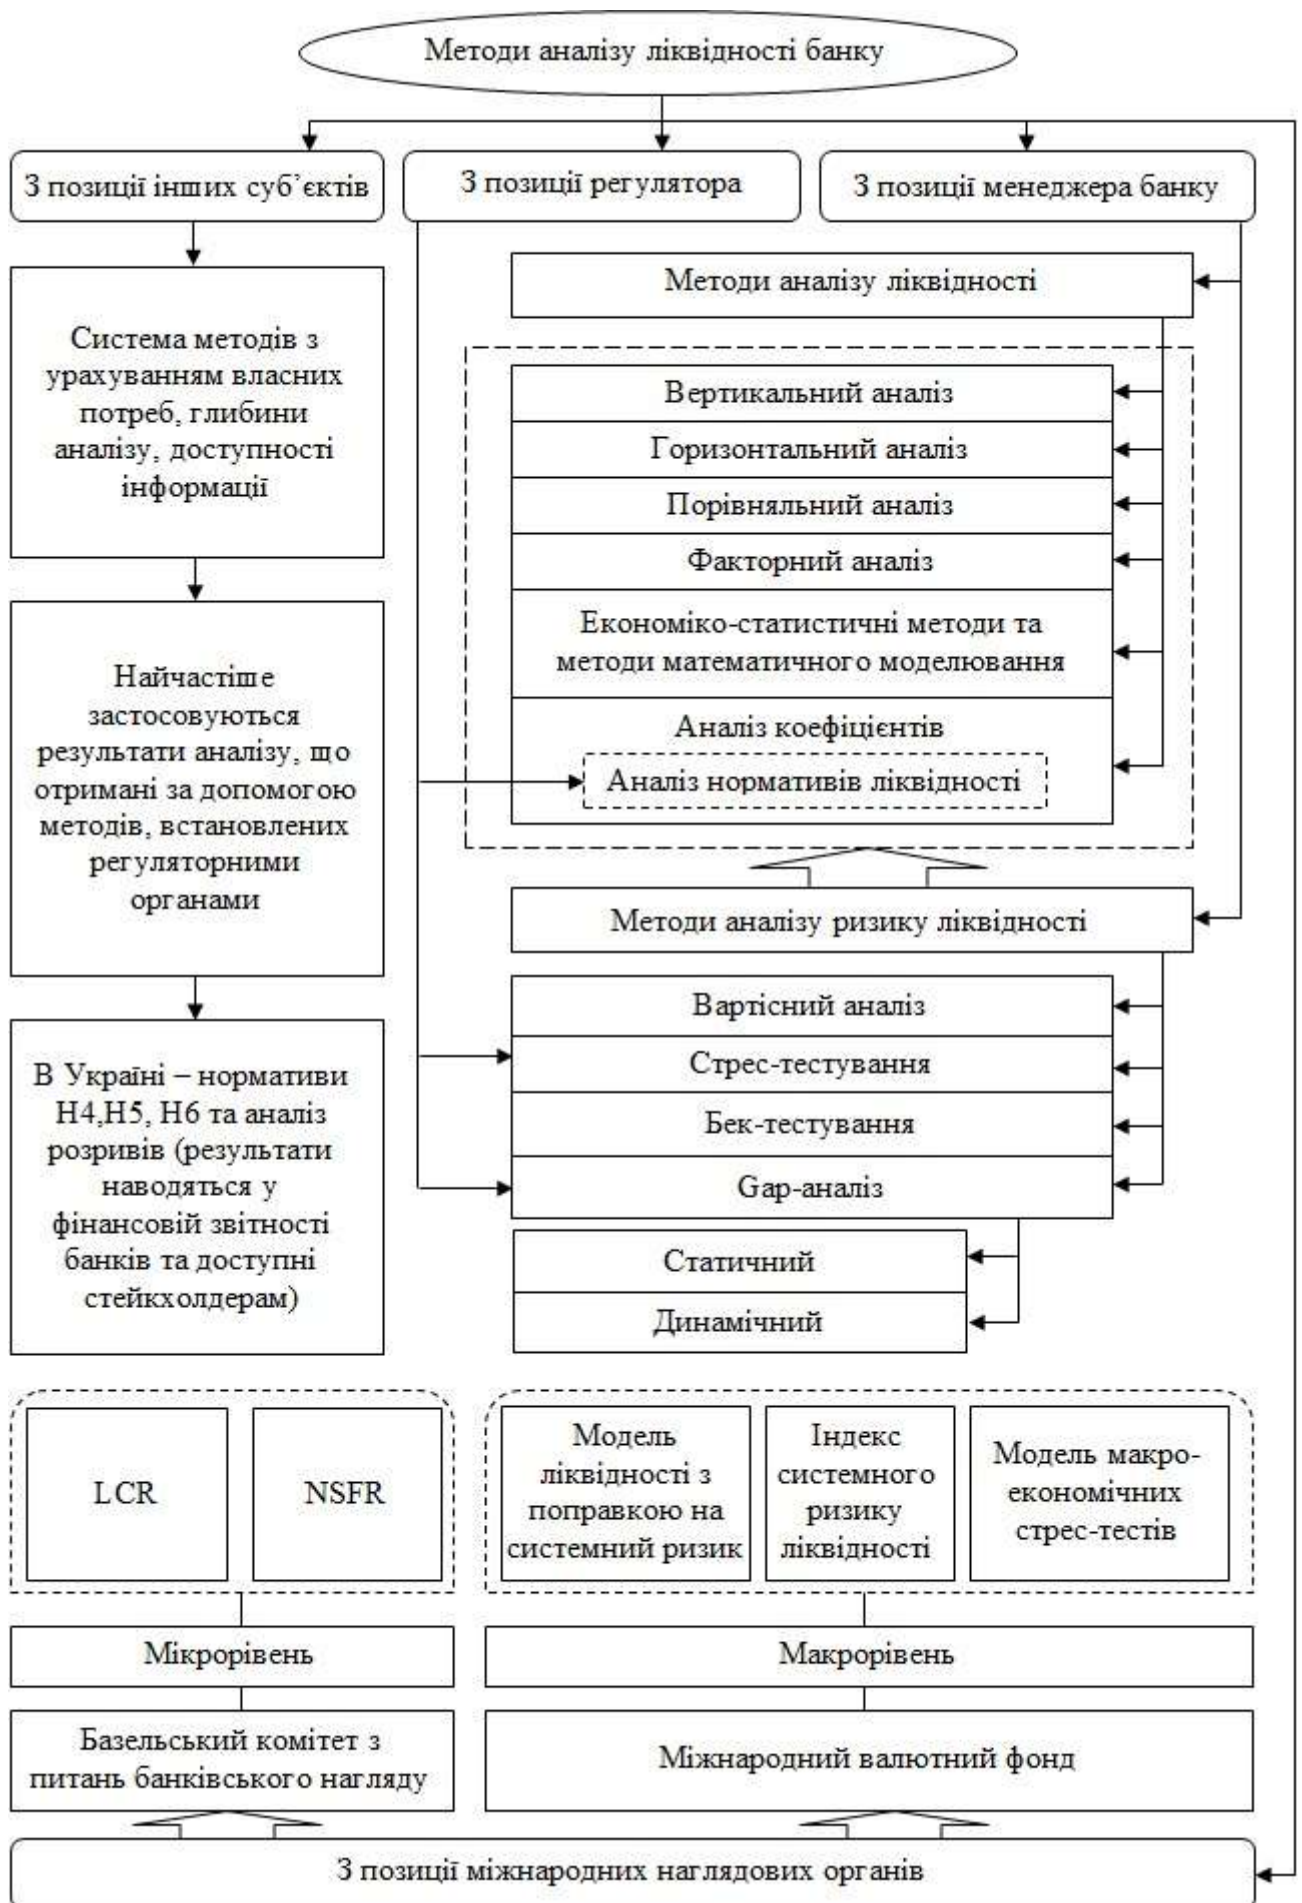 Методи аналізу ліквідності банку
З позиції інших суб’єктів
З позиції регулятора
З позиції менеджера банку
Система методів з
урахуванням власних
потреб, глибини
аналізу, доступності
інформації
Найчастіше
застосовуються
результати аналізу, що
отримані за допомогою
методів, встановлених
регуляторними
органами
В Україні – нормативи
Н4,Н5, Н6 та аналіз
розривів (результати
наводяться у
фінансовій звітності
банків та доступні
стейкхолдерам)
Методи аналізу ліквідності
Вертикальний аналіз
Горизонтальний аналіз
Порівняльний аналіз
Факторний аналіз
Економіко-статистичні методи та
методи математичного моделювання
Аналіз коефіцієнтів
Аналіз нормативів ліквідності
Методи аналізу ризику ліквідності
Вартісний аналіз
Стрес-тестування
Бек-тестування
Gap-аналіз
Статичний
Динамічний
LCR
NSFR
Модель
ліквідності з
поправкою на
системний ризик
Індекс
системного
ризику
ліквідності
Модель макро-
економічних
стрес-тестів
Мікрорівень
Макрорівень
Базельський комітет з
питань банківського нагляду
Міжнародний валютний фонд
З позиції міжнародних наглядових органів